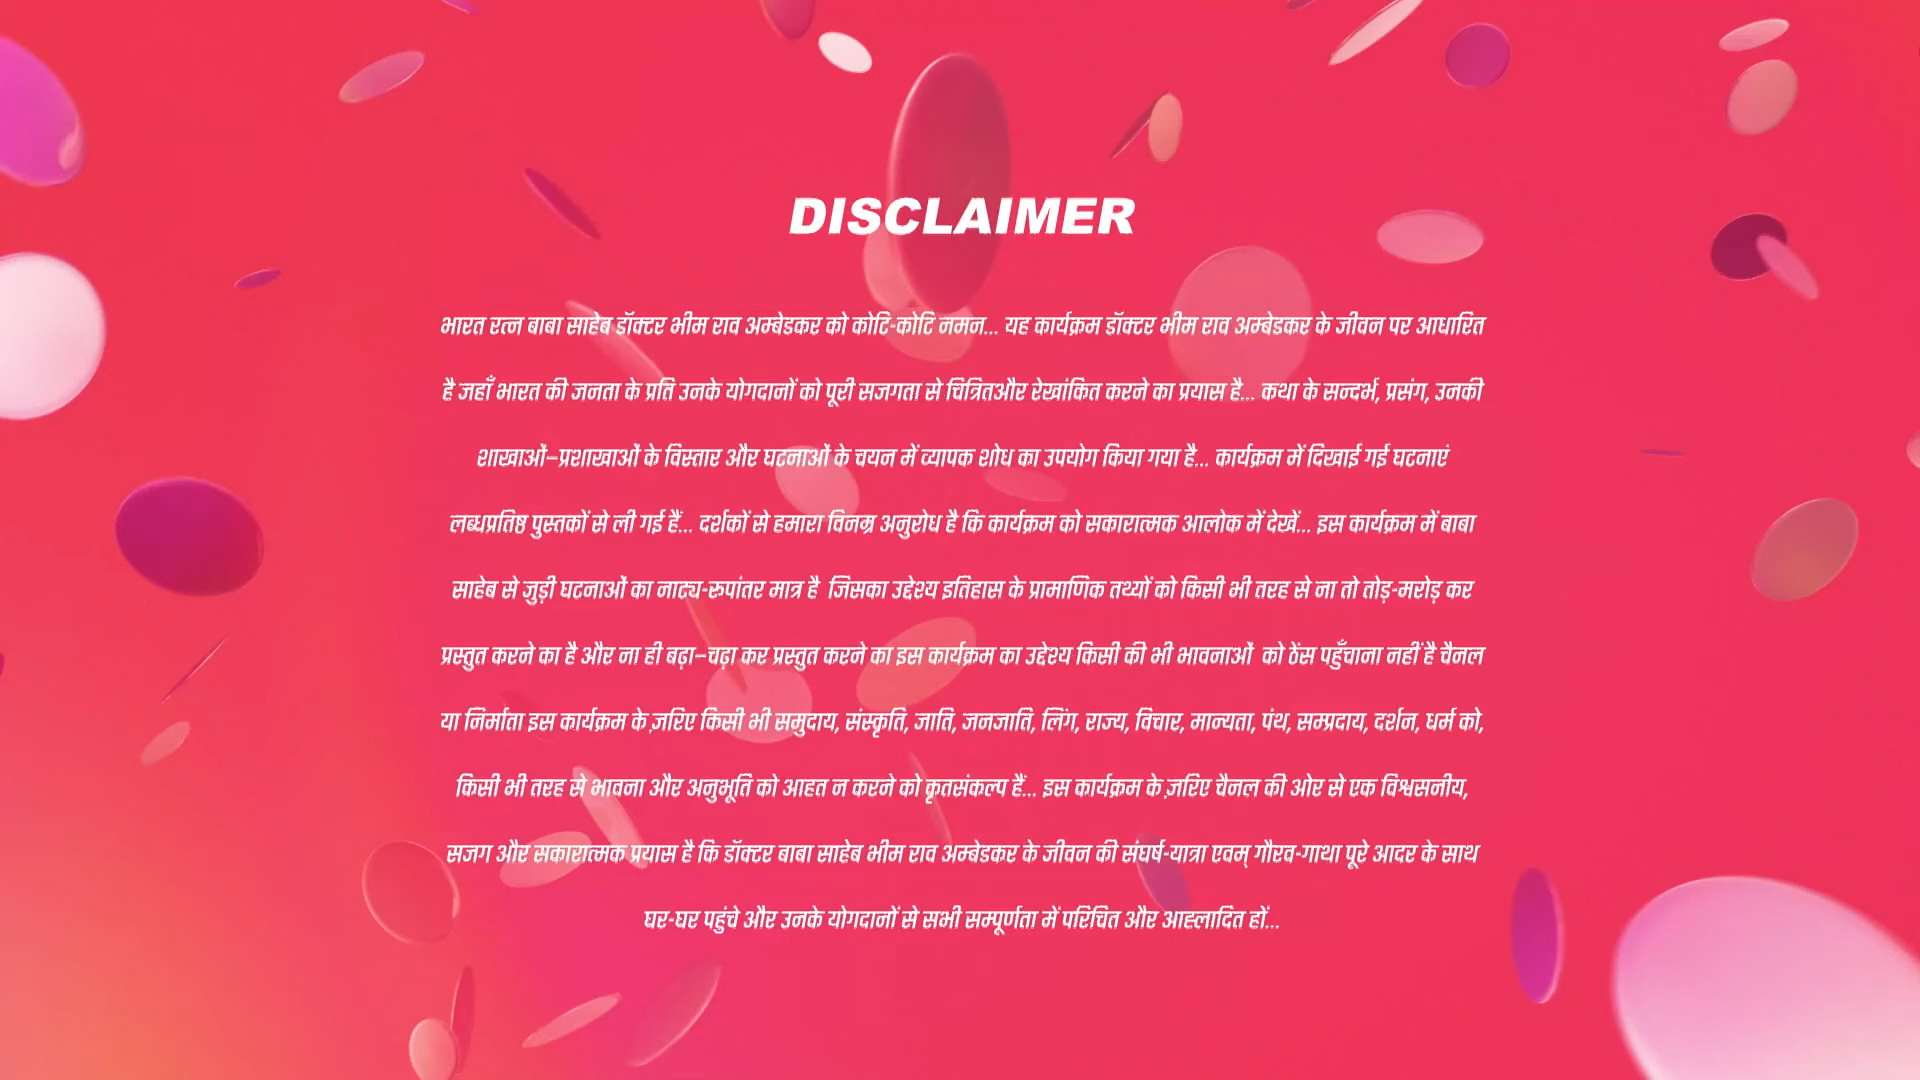 DISCLAIMER
भारत रत्न बाबा साहेब डॉक्टर भीम राव अम्बेडकर को कोटि-कोटि नमन... यह कार्यक्रम डॉक्टर भीम राव अम्बेडकर के जीवन पर आधारित
है जहाँ भारत की जनता के प्रति उनके योगदानों को पूरी सजगता से चित्रितऔर रेखांकित करने का प्रयास है... कथा के सन्दर्भ, प्रसंग, उनकी
शाखाओं–प्रशाखाओं के विस्तार और घटनाओं के चयन में व्यापक शोध का उपयोग किया गया है... कार्यक्रम में दिखाई गई घटनाएं
लब्धप्रतिष्ठ पुस्तकों से ली गई हैं... दर्शकों से हमारा विनम्र अनुरोध है कि कार्यक्रम को सकारात्मक आलोक में देखें... इस कार्यक्रम में बाबा
साहेब से जुड़ी घटनाओं का नाट्य-रूपांतर मात्र है जिसका उद्देश्य इतिहास के प्रामाणिक तथ्यों को किसी भी तरह से ना तो तोड़-मरोड़ कर
प्रस्तुत करने का है और ना ही बढ़ा–चढ़ा कर प्रस्तुत करने का इस कार्यक्रम का उद्देश्य किसी की भी भावनाओं को ठेंस पहुँचाना नहीं है चैनल
या निर्माता इस कार्यक्रम के ज़रिए किसी भी समुदाय, संस्कृति, जाति, जनजाति, लिंग, राज्य, विचार, मान्यता, पंथ, सम्प्रदाय, दर्शन, धर्म को,
किसी भी तरह से भावना और अनुभूति को आहत न करने को कृतसंकल्प हैं... इस कार्यक्रम के ज़रिए चैनल की ओर से एक विश्वसनीय,
सजग और सकारात्मक प्रयास है कि डॉक्टर बाबा साहेब भीम राव अम्बेडकर के जीवन की संघर्ष-यात्रा एवम् गौरव-गाथा पूरे आदर के साथ
घर-घर पहुंचे और उनके योगदानों से सभी सम्पूर्णता में परिचित और आह्लादित हों...